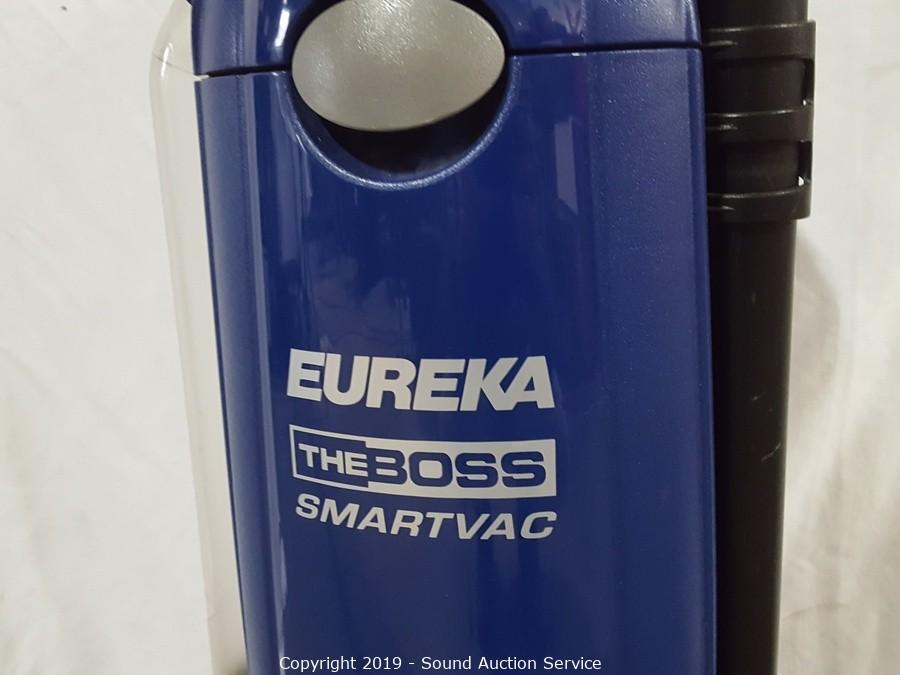 EUREKA
THE BOSS
SMARTVAC
Copyright 2019 - Sound Auction Service